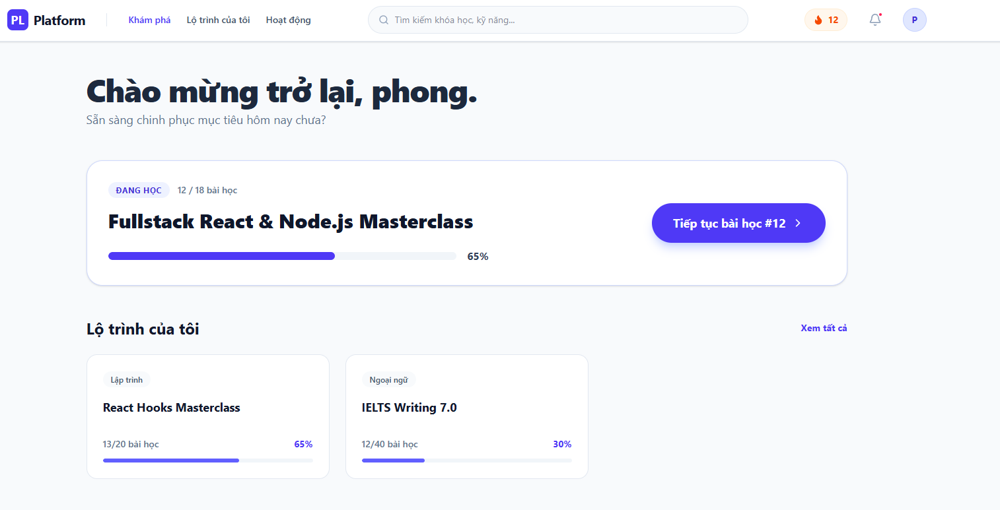 PL Platform
Khám phá
Lộ trình của tôi
Hoạt động
Tìm kiếm khóa học, kỹ năng...
12
P
Chào mừng trở lại, phong.
Sẵn sàng chinh phục mục tiêu hôm nay chưa?
ĐANG HỌC
12 / 18 bài học
Fullstack React & Node.js Masterclass
65%
Tiếp tục bài học #12
Lộ trình của tôi
Xem tất cả
Lập trình
React Hooks Masterclass
13/20 bài học
65%
Ngoại ngữ
IELTS Writing 7.0
12/40 bài học
30%